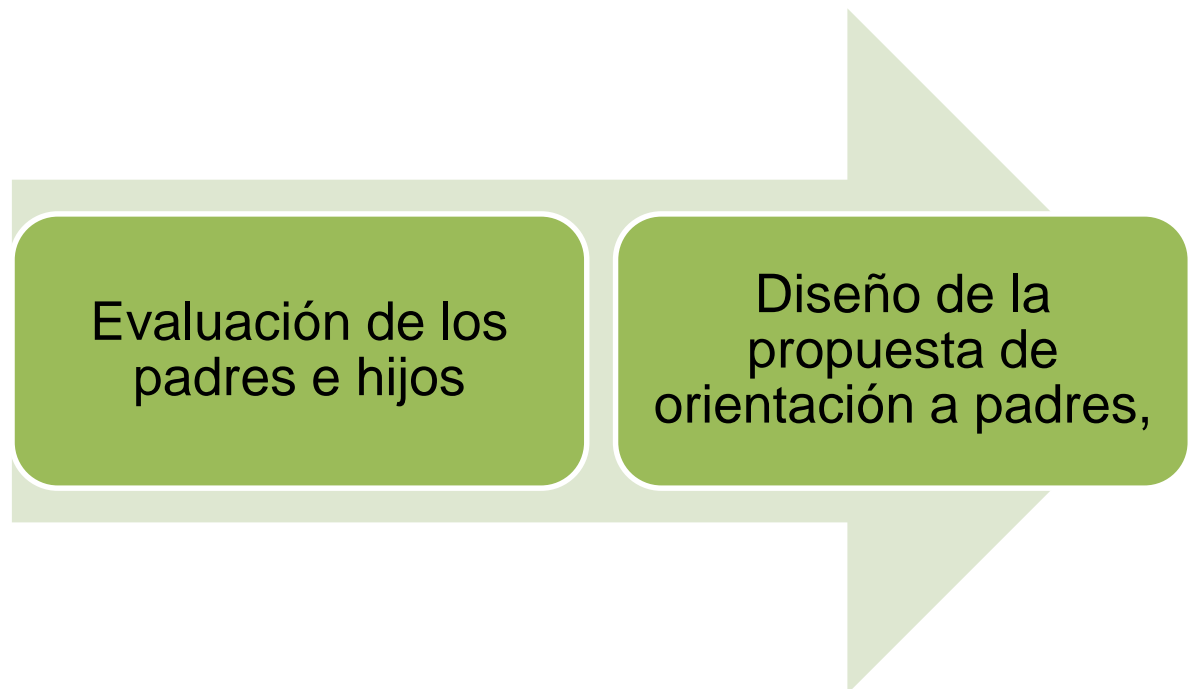 Evaluación de los
padres e hijos
Diseño de la
propuesta de
orientación a padres,